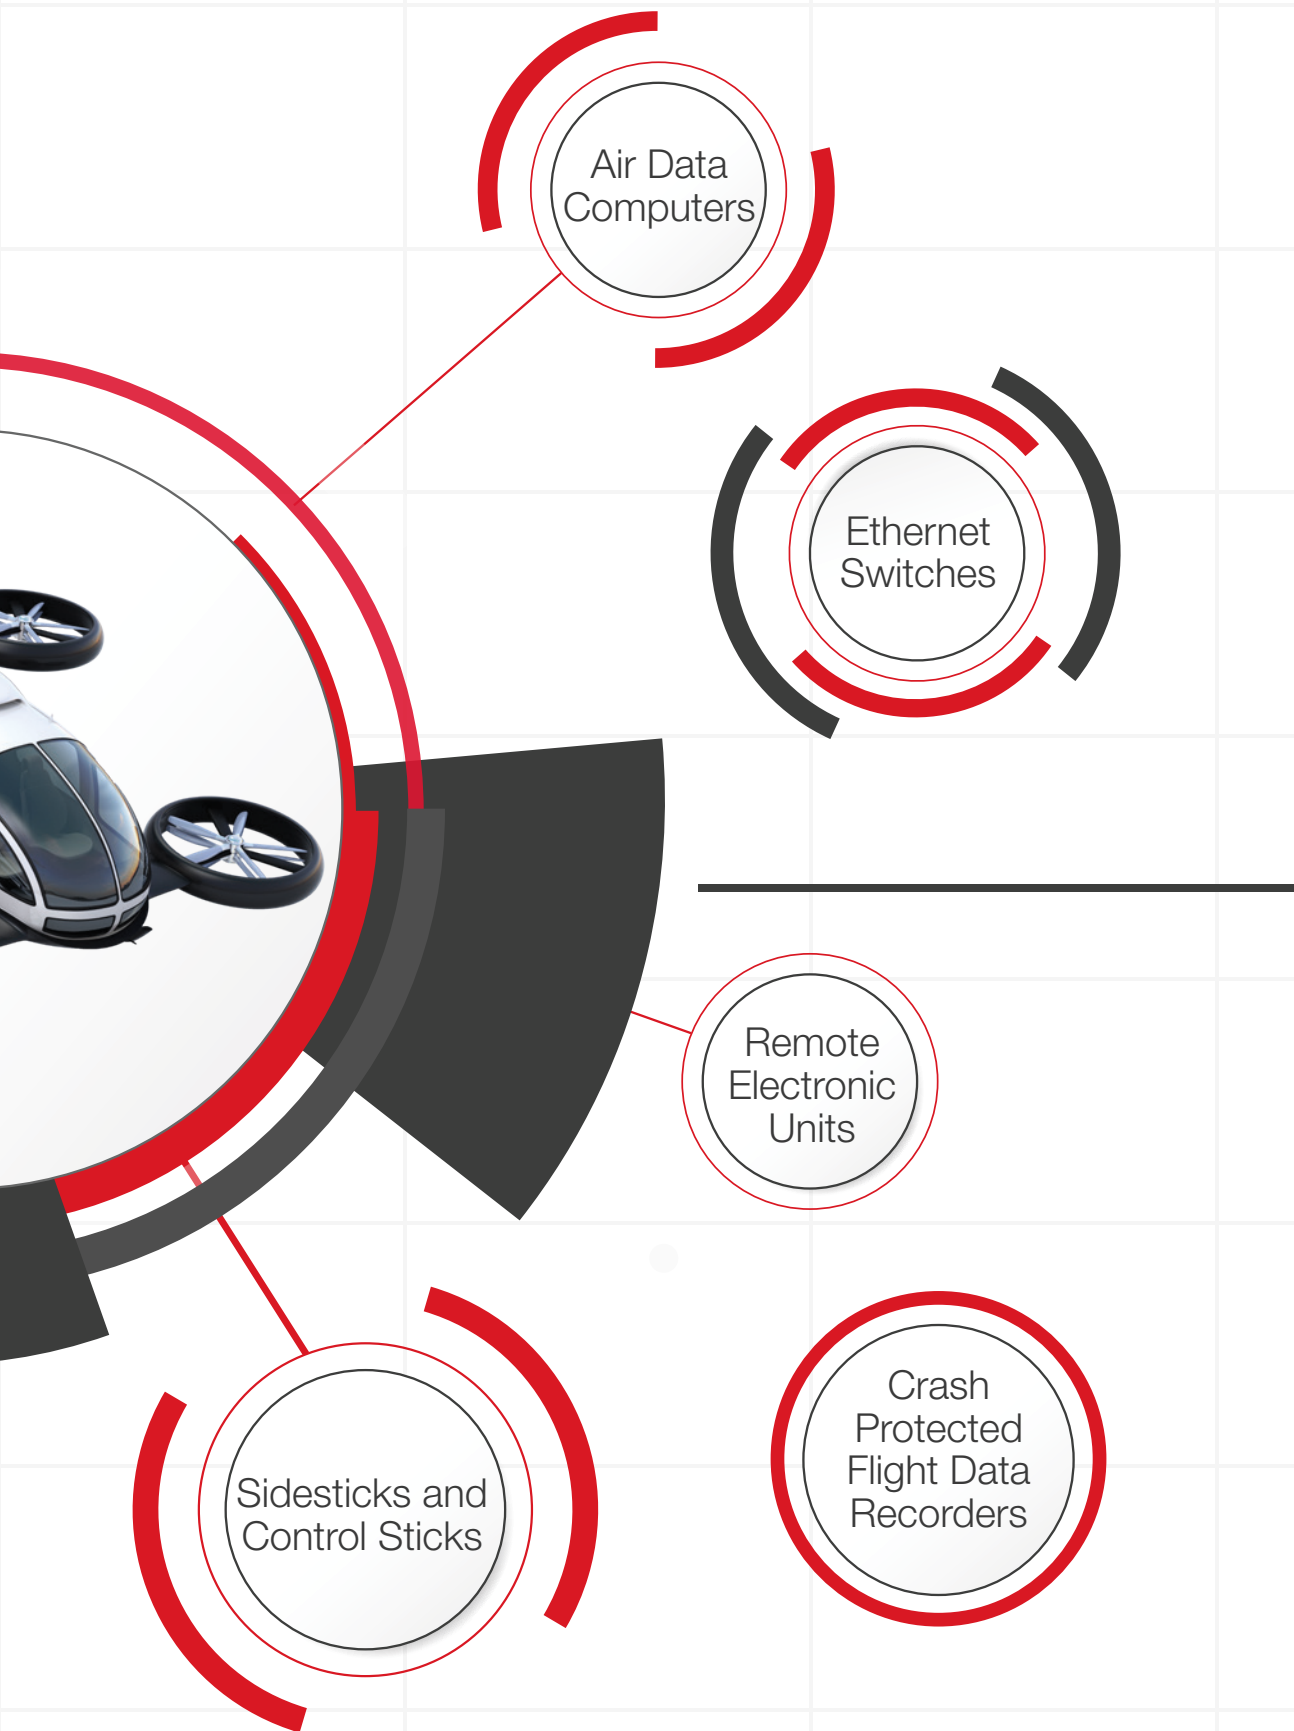 Air Data
Computers
Ethernet
Switches
Remote
Electronic
Units
Crash
Protected
Flight Data
Recorders
Sidesticks and
Control Sticks